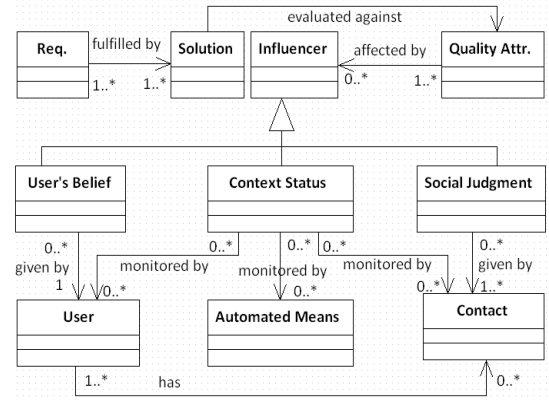 evaluated against
Req.
fulfilled by
Solution
Influencer
affected by
Quality Attr.
1..*
1..*
0..*
1..*
User's Belief
Context Status
Social Judgment
0..*
0..*
0..*
0..*
0..*
given by
monitored by
monitored by
monitored by
given by
1
0..*
0..*
0..*
1..*
User
Automated Means
Contact
1..*
has
0..*